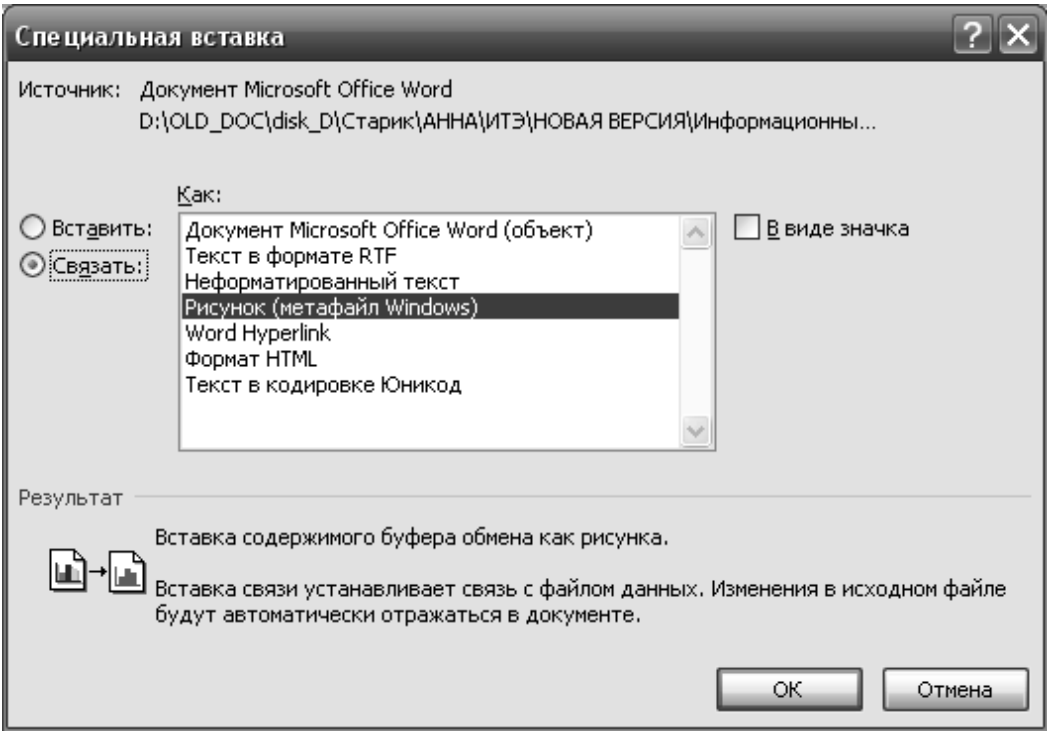 Специальная вставка
Источник: Документ Microsoft Office Word
D:\OLD_DOC\disk_D\Старик\АННА\ИТЭ\НОВАЯ ВЕРСИЯ\Информационны...
Как:
Вставить:
Связать:
Документ Microsoft Office Word (объект)
Текст в формате RTF
Неформатированный текст
Рисунок (метафайл Windows)
Word Hyperlink
Формат HTML
Текст в кодировке Юникод
В виде значка
Результат
Вставка содержимого буфера обмена как рисунка.
Вставка связи устанавливает связь с файлом данных. Изменения в исходном файле
будут автоматически отражаться в документе.
ОК
Отмена